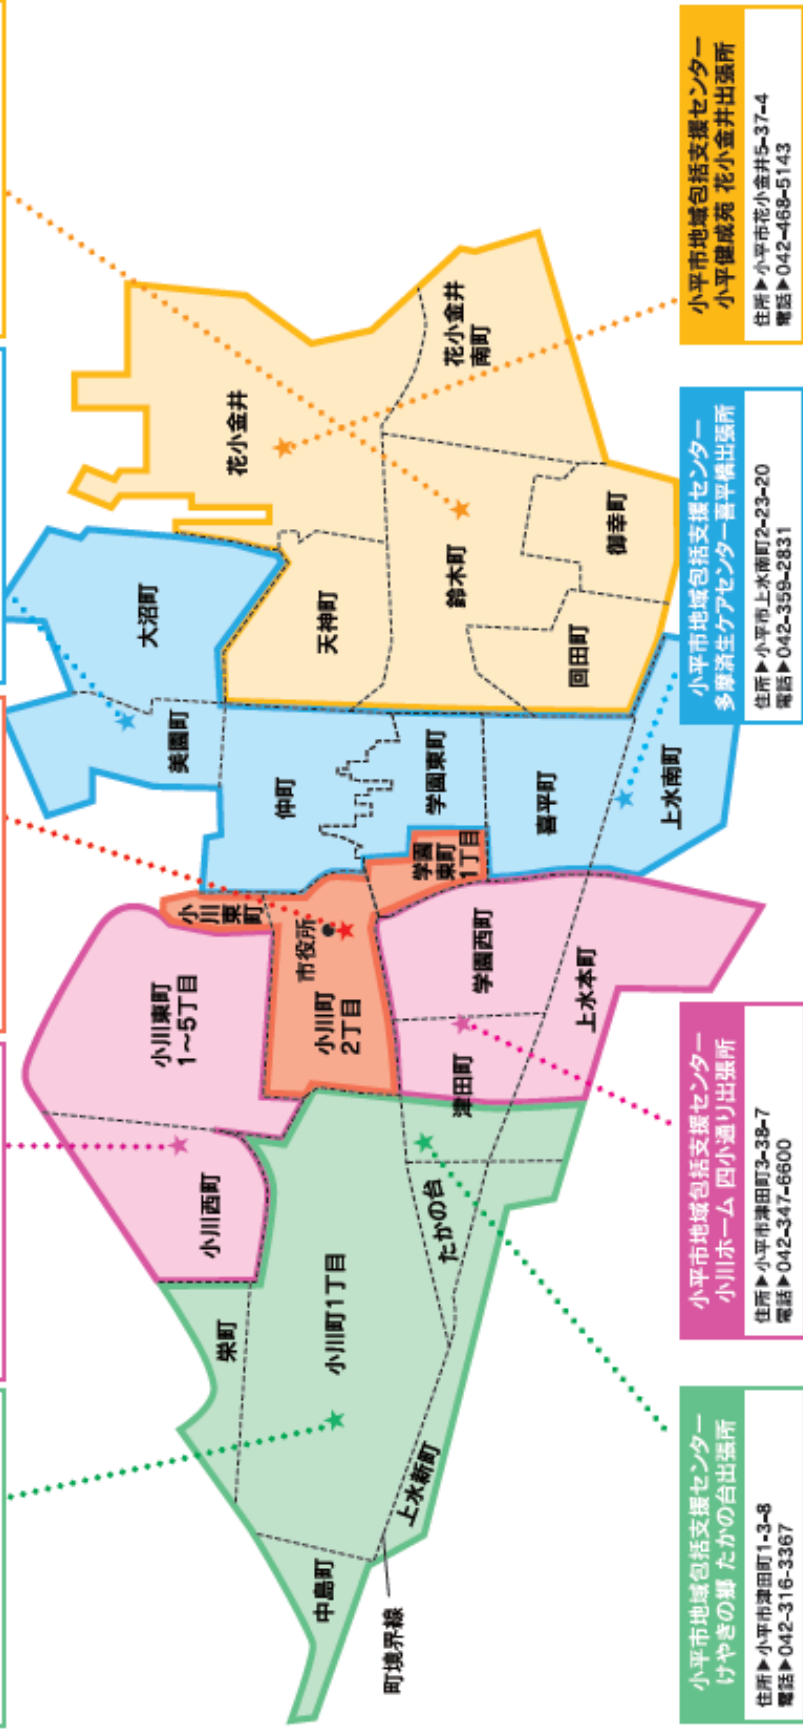 中島町
栄町
小川町1丁目
上水新町
たかの台
町境界線
小川西町
小川東町
1〜5丁目
津田町
学園西町
上水本町
小川
東町
市役所
小川町
2丁目
学園
東町
1丁目
美園町
大沼町
仲町
学園東町
喜平町
上水南町
花小金井
天神町
鈴木町
回田町
御幸町
花小金井
南町
小平市地域包括支援センター
けやきの郷 たかの台出張所
住所▶小平市津田町1-3-8
電話▶042-316-3367
小平市地域包括支援センター
小川ホーム 四小通り出張所
住所▶小平市津田町3-38-7
電話▶042-347-6600
小平市地域包括支援センター
多摩済生ケアセンター喜平橋出張所
住所▶小平市上水南町2-23-20
電話▶042-359-2831
小平市地域包括支援センター
小平健成苑 花小金井出張所
住所▶小平市花小金井5-37-4
電話▶042-468-5143